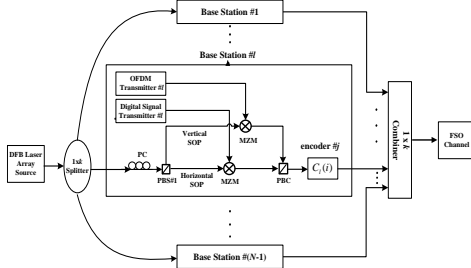 Base Station #1
Base Station #l
OFDM
Transmitter #l
Digital Signal
Transmitter #l
Vertical
SOP
MZM
encoder #j
DFB Laser
Array
Source
1xk
Splitter
PC
PBS#1
Horizontal
SOP
MZM
PBC
C_i(i)
1 x k
Combiner
FSO
Channel
Base Station #(N-1)